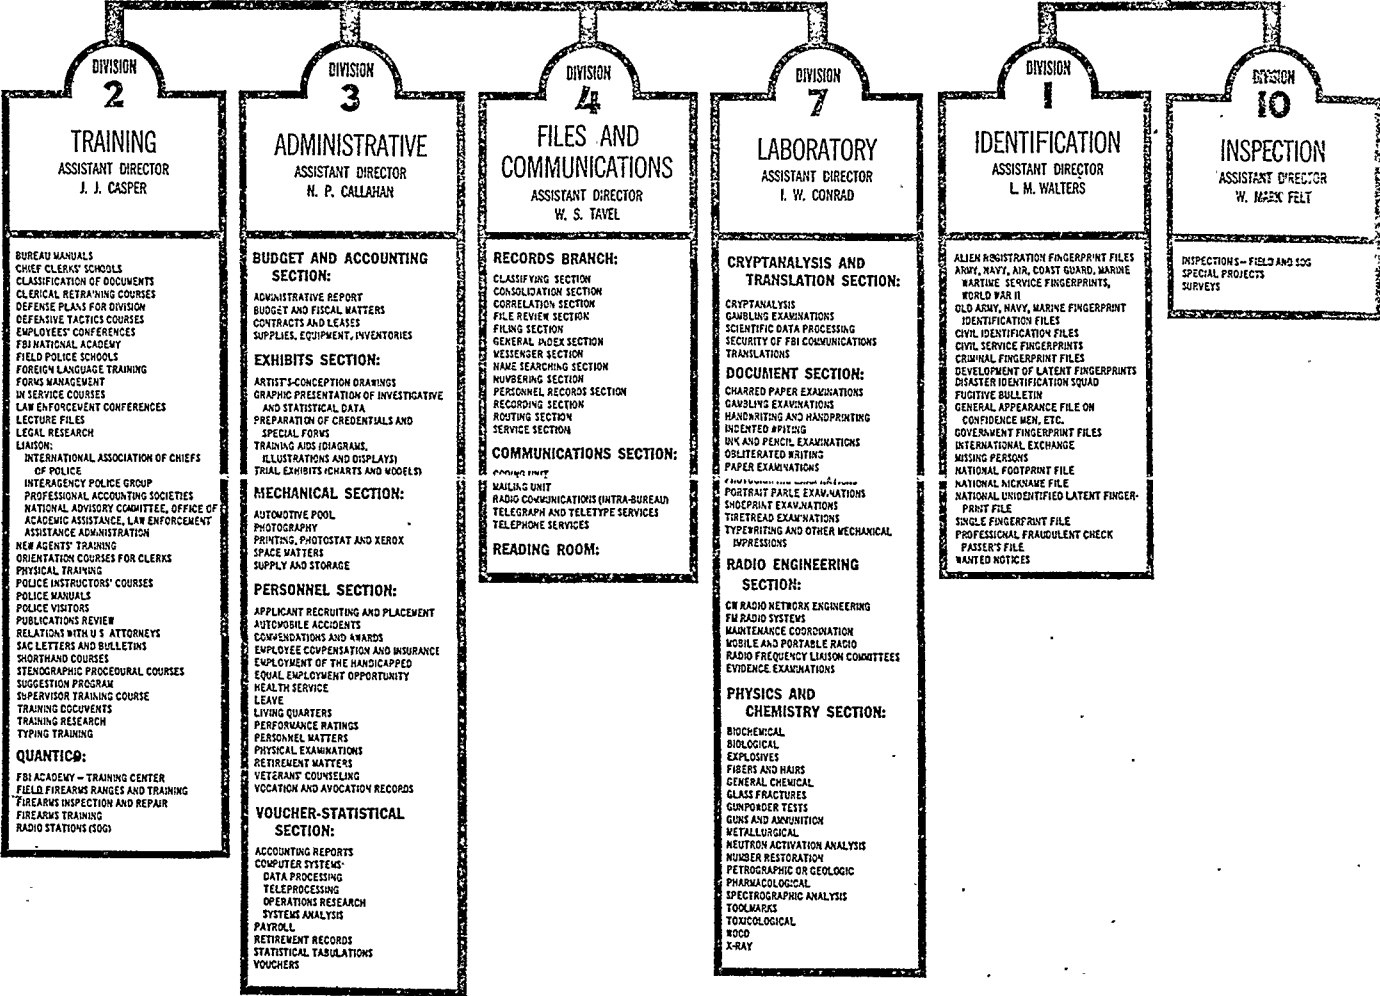 DIVISION
2
TRAINING
ASSISTANT DIRECTOR
J. J. CASPER
BUREAU MANUALS
CHIEF CLERKS' SCHOOLS
CLASSIFICATION OF DOCUMENTS
CLERICAL RETRAINING COURSES
DEFENSE PLANS FOR DIVISION
DEFENSIVE TACTICS COURSES
EMPLOYEES' CONFERENCES
FBI NATIONAL ACADEMY
FIELD POLICE SCHOOLS
FOREIGN LANGUAGE TRAINING
FORMS MANAGEMENT
IN SERVICE COURSES
LAW ENFORCEMENT CONFERENCES
LECTURE FILES
LEGAL RESEARCH
LIAISON:
INTERNATIONAL ASSOCIATION OF CHIEFS
OF POLICE
INTERAGENCY POLICE GROUP
PROFESSIONAL ACCOUNTING SOCIETIES
NATIONAL ADVISORY COMMITTEE, OFFICE OF
ACADEMIC ASSISTANCE, LAW ENFORCEMENT
ASSISTANCE ADMINISTRATION
NEW AGENTS' TRAINING
ORIENTATION COURSES FOR CLERKS
PHYSICAL TRAINING
POLICE INSTRUCTORS' COURSES
POLICE MANUALS
POLICE VISITORS
PUBLICATIONS REVIEW
RELATIONS WITH U S ATTORNEYS
SAC LETTERS AND BULLETINS
SHORTHAND COURSES
STENOGRAPHIC PROCEDURAL COURSES
SUGGESTION PROGRAM
SUPERVISOR TRAINING COURSE
TRAINING DOCUMENTS
TRAINING RESEARCH
TYPING TRAINING
QUANTICO:
FBI ACADEMY – TRAINING CENTER
FIELD FIREARMS RANGES AND TRAINING
FIREARMS INSPECTION AND REPAIR
FIREARMS TRAINING
RADIO STATIONS (SOG)
DIVISION
3
ADMINISTRATIVE
ASSISTANT DIRECTOR
N. P. CALLAHAN
BUDGET AND ACCOUNTING
SECTION:
ADMINISTRATIVE REPORT
BUDGET AND FISCAL MATTERS
CONTRACTS AND LEASES
SUPPLIES, EQUIPMENT, INVENTORIES
EXHIBITS SECTION:
ARTIST'S-CONCEPTION DRAWINGS
GRAPHIC PRESENTATION OF INVESTIGATIVE
AND STATISTICAL DATA
PREPARATION OF CREDENTIALS AND
SPECIAL FORMS
TRAINING AIDS (DIAGRAMS,
ILLUSTRATIONS AND DISPLAYS)
TRIAL EXHIBITS (CHARTS AND MODELS)
MECHANICAL SECTION:
AUTOMOTIVE POOL
PHOTOGRAPHY
PRINTING, PHOTOSTAT AND XEROX
SPACE MATTERS
SUPPLY AND STORAGE
PERSONNEL SECTION:
APPLICANT RECRUITING AND PLACEMENT
AUTOMOBILE ACCIDENTS
COMMENDATIONS AND AWARDS
EMPLOYEE COMPENSATION AND INSURANCE
EMPLOYMENT OF THE HANDICAPPED
EQUAL EMPLOYMENT OPPORTUNITY
HEALTH SERVICE
LEAVE
LIVING QUARTERS
PERFORMANCE RATINGS
PERSONNEL MATTERS
PHYSICAL EXAMINATIONS
RETIREMENT MATTERS
VETERANS' COUNSELING
VOCATION AND AVOCATION RECORDS
VOUCHER-STATISTICAL
SECTION:
ACCOUNTING REPORTS
COMPUTER SYSTEMS:
DATA PROCESSING
TELEPROCESSING
OPERATIONS RESEARCH
SYSTEMS ANALYSIS
PAYROLL
RETIREMENT RECORDS
STATISTICAL TABULATIONS
VOUCHERS
DIVISION
4
FILES AND
COMMUNICATIONS
ASSISTANT DIRECTOR
W. S. TAVEL
RECORDS BRANCH:
CLASSIFYING SECTION
CONSOLIDATION SECTION
CORRELATION SECTION
FILE REVIEW SECTION
FILING SECTION
GENERAL INDEX SECTION
MESSENGER SECTION
NAME SEARCHING SECTION
NUMBERING SECTION
PERSONNEL RECORDS SECTION
RECORDING SECTION
ROUTING SECTION
SERVICE SECTION
COMMUNICATIONS SECTION:
CODING UNIT
MAILING UNIT
RADIO COMMUNICATIONS (INTRA-BUREAU)
TELEGRAPH AND TELETYPE SERVICES
TELEPHONE SERVICES
READING ROOM:
DIVISION
7
LABORATORY
ASSISTANT DIRECTOR
I. W. CONRAD
CRYPTANALYSIS AND
TRANSLATION SECTION:
CRYPTANALYSIS
GAMBLING EXAMINATIONS
SCIENTIFIC DATA PROCESSING
SECURITY OF FBI COMMUNICATIONS
TRANSLATIONS
DOCUMENT SECTION:
CHARRED PAPER EXAMINATIONS
GAMBLING EXAMINATIONS
HANDWRITING AND HANDPRINTING
INDENTED WRITING
INK AND PENCIL EXAMINATIONS
OBLITERATED WRITING
PAPER EXAMINATIONS
PORTRAIT PARLE EXAMINATIONS
SHOEPRINT EXAMINATIONS
TIRETREAD EXAMINATIONS
TYPEWRITING AND OTHER MECHANICAL
IMPRESSIONS
RADIO ENGINEERING
SECTION:
CW RADIO NETWORK ENGINEERING
FM RADIO SYSTEMS
MAINTENANCE COORDINATION
MOBILE AND PORTABLE RADIO
RADIO FREQUENCY LIAISON COMMITTEES
EVIDENCE EXAMINATIONS
PHYSICS AND
CHEMISTRY SECTION:
BIOCHEMICAL
BIOLOGICAL
EXPLOSIVES
FIBERS AND HAIRS
GENERAL CHEMICAL
GLASS FRACTURES
GUNPOWDER TESTS
GUNS AND AMMUNITION
METALLURGICAL
NEUTRON ACTIVATION ANALYSIS
NUMBER RESTORATION
PETROGRAPHIC OR GEOLOGIC
PHARMACOLOGICAL
SPECTROGRAPHIC ANALYSIS
TOOLMARKS
TOXICOLOGICAL
WOOD
X-RAY
DIVISION
1
IDENTIFICATION
ASSISTANT DIRECTOR
L. M. WALTERS
ALIEN REGISTRATION FINGERPRINT FILES
ARMY, NAVY, AIR, COAST GUARD, MARINE
WARTIME SERVICE FINGERPRINTS,
WORLD WAR II
OLD ARMY, NAVY, MARINE FINGERPRINT
IDENTIFICATION FILES
CIVIL IDENTIFICATION FILES
CIVIL SERVICE FINGERPRINTS
CRIMINAL FINGERPRINT FILES
DEVELOPMENT OF LATENT FINGERPRINTS
DISASTER IDENTIFICATION SQUAD
FUGITIVE BULLETIN
GENERAL APPEARANCE FILE ON
CONFIDENCE MEN, ETC.
GOVERNMENT FINGERPRINT FILES
INTERNATIONAL EXCHANGE
MISSING PERSONS
NATIONAL FOOTPRINT FILE
NATIONAL NICKNAME FILE
NATIONAL UNIDENTIFIED LATENT FINGER-
PRINT FILE
SINGLE FINGERPRINT FILE
PROFESSIONAL FRAUDULENT CHECK
PASSER'S FILE
WANTED NOTICES
DIVISION
10
INSPECTION
ASSISTANT DIRECTOR
W. MARK FELT
INSPECTIONS – FIELD AND SOG
SPECIAL PROJECTS
SURVEYS